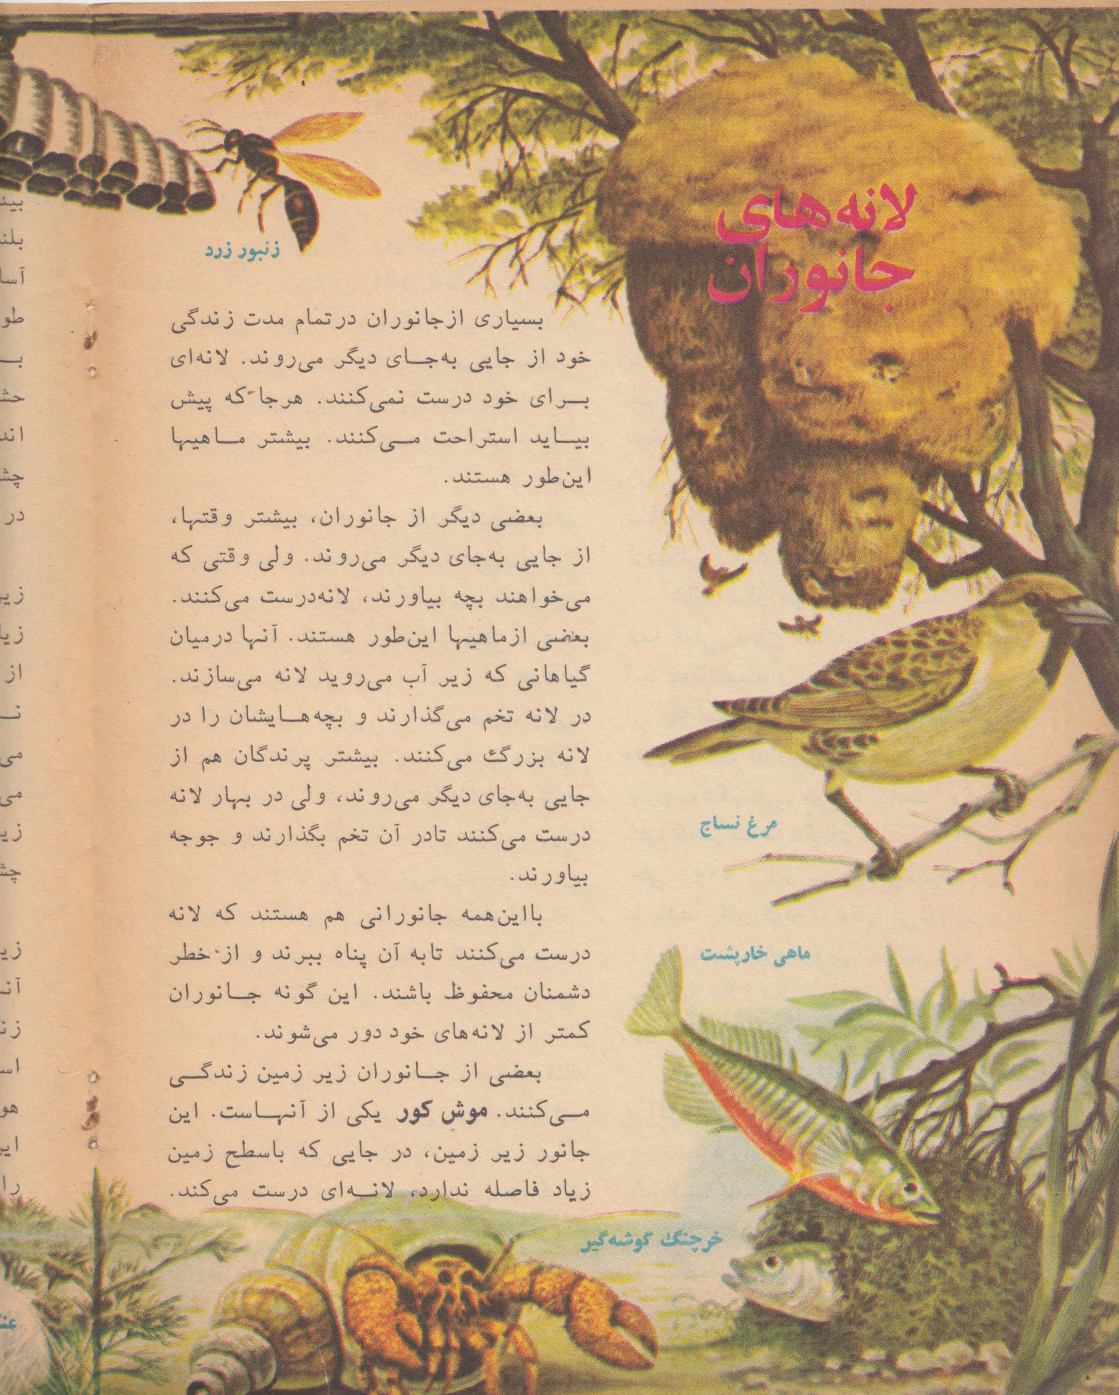 لانه‌های
جانوران
زنبور زرد
بسیاری از جانوران در تمام مدت زندگی
خود از جایی به‌جای دیگر می‌روند. لانه‌ای
برای خود درست نمی‌کنند. هرجا که پیش
بیاید استراحت می‌کنند. بیشتر ماهیها
این‌طور هستند.
بعضی دیگر از جانوران، بیشتر وقتها،
از جایی به‌جای دیگر می‌روند. ولی وقتی که
می‌خواهند بچه بیاورند، لانه‌درست می‌کنند.
بعضی از ماهیها این‌طور هستند. آنها درمیان
گیاهانی که زیر آب می‌روید لانه می‌سازند.
در لانه تخم می‌گذارند و بچه‌هایشان را در
لانه بزرگ می‌کنند. بیشتر پرندگان هم از
جایی به‌جای دیگر می‌روند، ولی در بهار لانه
درست می‌کنند تادر آن تخم بگذارند و جوجه
بیاورند.
بااین‌همه جانورانی هم هستند که لانه
درست می‌کنند تابه آن پناه ببرند و از خطر
دشمنان محفوظ باشند. این گونه جانوران
کمتر از لانه‌های خود دور می‌شوند.
بعضی از جانوران زیر زمین زندگی
می‌کنند. موش کور یکی از آنهاست. این
جانور زیر زمین، در جایی که باسطح زمین
زیاد فاصله ندارد، لانه‌ای درست می‌کند.
مرغ نساج
ماهی خارپشت
خرچنگ گوشه‌گیر